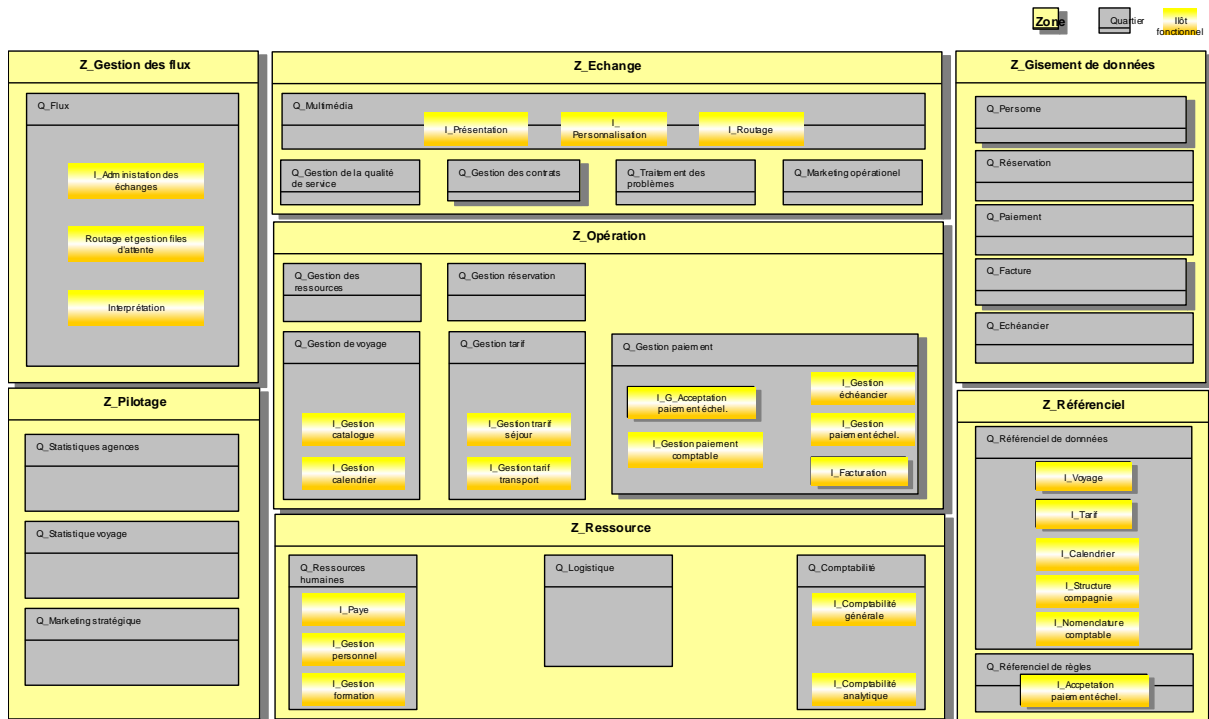 Zone
Quartier
Ilôt
fonctionnel
Z_Gestion des flux
Q_Flux
I_Administation des
échanges
Routage et gestion files
d'attente
Interprétation
Z_Echange
Q_Multimédia
I_Présentation
I_
Personnalisation
I_Routage
Q_Gestion de la qualité
de service
Q_Gestion des contrats
Q_Traitement des
problèmes
Q_Marketing opérationel
Z_Gisement de données
Q_Personne
Q_Réservation
Q_Paiement
Q_Facture
Q_Echéancier
Z_Opération
Q_Gestion des
ressources
Q_Gestion réservation
Q_Gestion de voyage
I_Gestion
catalogue
I_Gestion
calendrier
Q_Gestion tarif
I_Gestion trarif
séjour
I_Gestion tarif
transport
Q_Gestion paiement
I_G_Acceptation
paiement échel.
I_Gestion paiement
comptable
I_Gestion
échéancier
I_Gestion
paiement échel.
I_Facturation
Z_Pilotage
Q_Statistiques agences
Q_Statistique voyage
Q_Marketing stratégique
Z_Ressource
Q_Ressources
humaines
I_Paye
I_Gestion
personnel
I_Gestion
formation
Q_Logistique
Q_Comptabilité
I_Comptabilité
générale
I_Comptabilité
analytique
Z_Référenciel
Q_Référenciel de donnnées
I_Voyage
I_Tarif
I_Calendrier
I_Structure
compagnie
I_Nomenclature
comptable
Q_Réferenciel de règles
I_Accpetation
paiement échel.